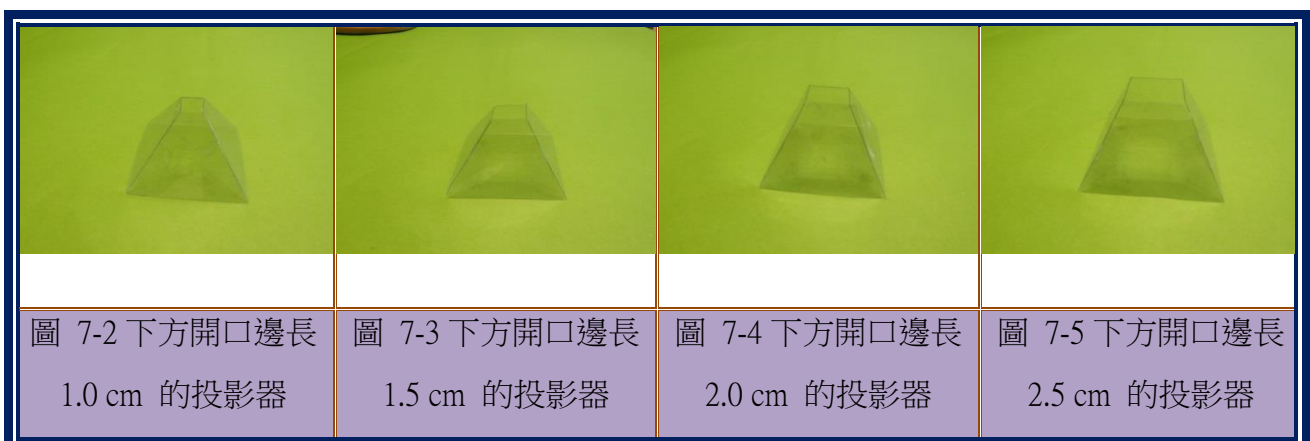 圖 7-2 下方開口邊長
1.0 cm 的投影器
圖 7-3 下方開口邊長
1.5 cm 的投影器
圖 7-4 下方開口邊長
2.0 cm 的投影器
圖 7-5 下方開口邊長
2.5 cm 的投影器